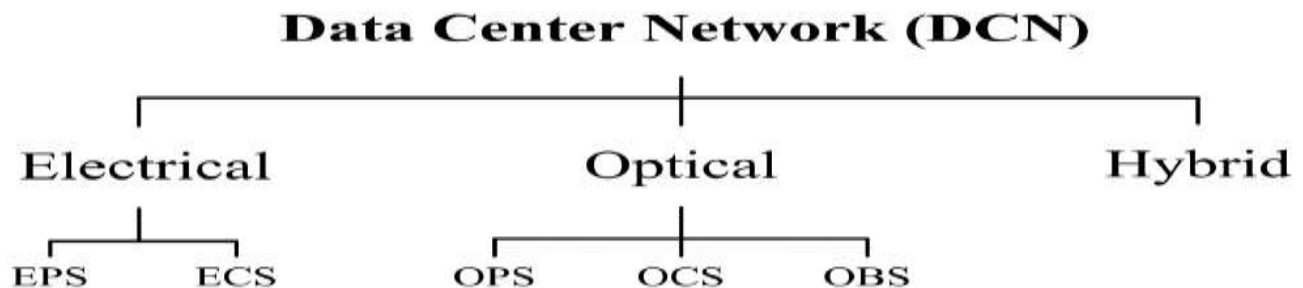 Data Center Network (DCN)
Electrical Optical Hybrid
EPS ECS OPS OCS OBS